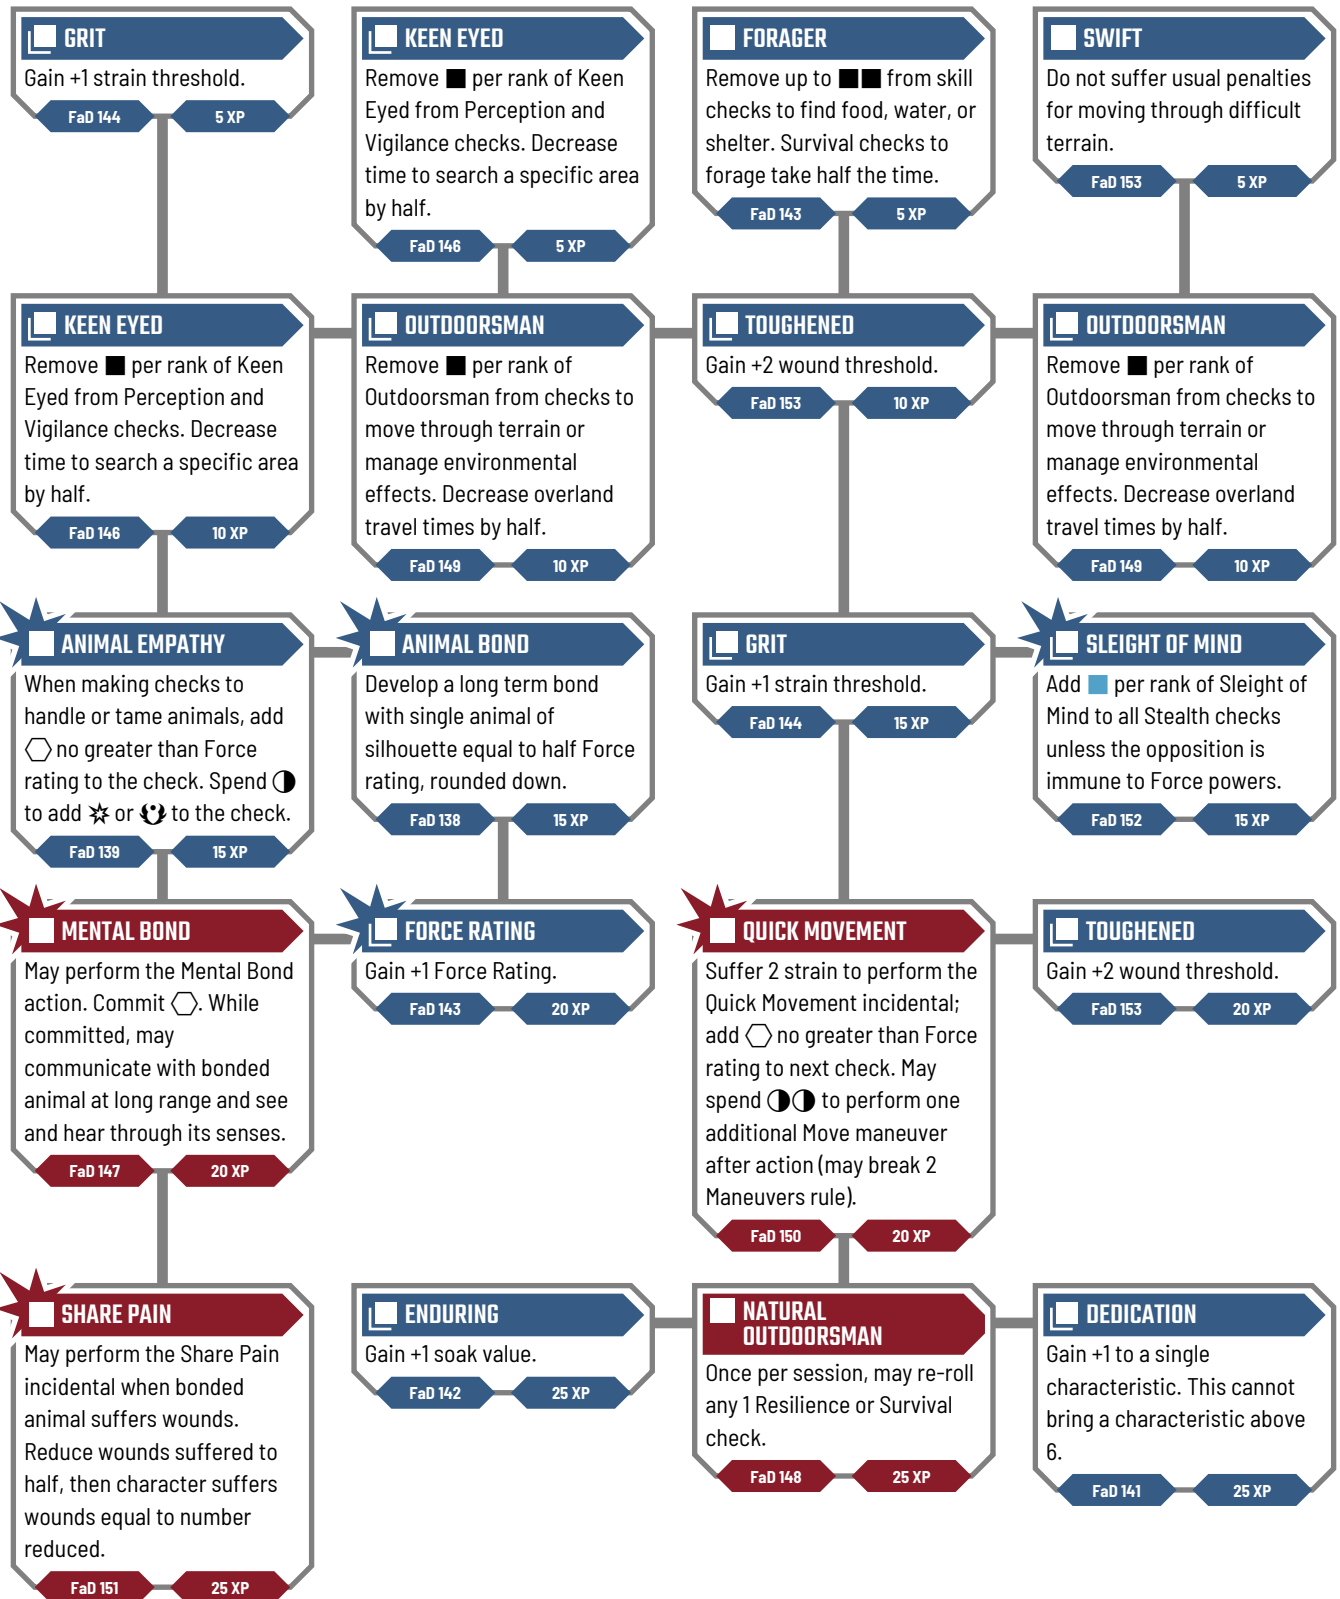 GRIT
Gain +1 strain threshold.
FaD 144
5 XP
KEEN EYED
Remove ■ per rank of Keen
Eyed from Perception and
Vigilance checks. Decrease
time to search a specific area
by half.
FaD 146
5 XP
FORAGER
Remove up to ■■ from skill
checks to find food, water, or
shelter. Survival checks to
forage take half the time.
FaD 143
5 XP
SWIFT
Do not suffer usual penalties
for moving through difficult
terrain.
FaD 153
5 XP
KEEN EYED
Remove ■ per rank of Keen
Eyed from Perception and
Vigilance checks. Decrease
time to search a specific area
by half.
FaD 146
10 XP
OUTDOORSMAN
Remove ■ per rank of
Outdoorsman from checks to
move through terrain or
manage environmental
effects. Decrease overland
travel times by half.
FaD 149
10 XP
TOUGHENED
Gain +2 wound threshold.
FaD 153
10 XP
OUTDOORSMAN
Remove ■ per rank of
Outdoorsman from checks to
move through terrain or
manage environmental
effects. Decrease overland
travel times by half.
FaD 149
10 XP
ANIMAL EMPATHY
When making checks to
handle or tame animals, add
no greater than Force
rating to the check. Spend
to add or to the check.
FaD 139
15 XP
ANIMAL BOND
Develop a long term bond
with single animal of
silhouette equal to half Force
rating, rounded down.
FaD 138
15 XP
GRIT
Gain +1 strain threshold.
FaD 144
15 XP
SLEIGHT OF MIND
Add ■ per rank of Sleight of
Mind to all Stealth checks
unless the opposition is
immune to Force powers.
FaD 152
15 XP
MENTAL BOND
May perform the Mental Bond
action. Commit . While
committed, may
communicate with bonded
animal at long range and see
and hear through its senses.
FaD 147
20 XP
FORCE RATING
Gain +1 Force Rating.
FaD 143
20 XP
QUICK MOVEMENT
Suffer 2 strain to perform the
Quick Movement incidental;
add no greater than Force
rating to next check. May
spend to perform one
additional Move maneuver
after action (may break 2
Maneuvers rule).
FaD 150
20 XP
TOUGHENED
Gain +2 wound threshold.
FaD 153
20 XP
SHARE PAIN
May perform the Share Pain
incidental when bonded
animal suffers wounds.
Reduce wounds suffered to
half, then character suffers
wounds equal to number
reduced.
FaD 151
25 XP
ENDURING
Gain +1 soak value.
FaD 142
25 XP
NATURAL
OUTDOORSMAN
Once per session, may re-roll
any 1 Resilience or Survival
check.
FaD 148
25 XP
DEDICATION
Gain +1 to a single
characteristic. This cannot
bring a characteristic above
6.
FaD 141
25 XP